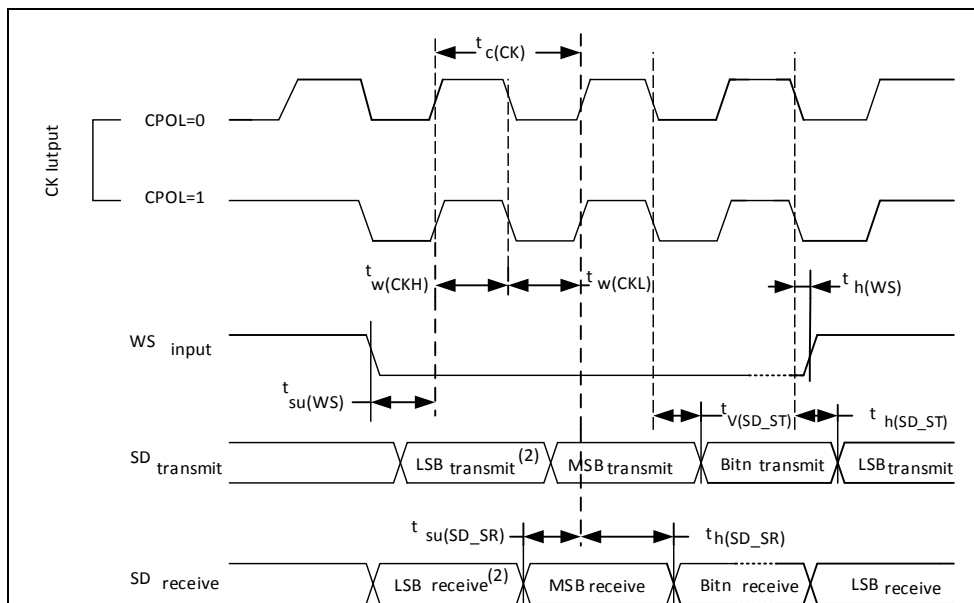 t c(CK)
CK Iutput
CPOL=0
CPOL=1
t w(CKH)
t w(CKL)
t h(WS)
WS input
t su(WS)
t V(SD_ST)
t h(SD_ST)
SD transmit
LSB transmit(2)
MSB transmit
Bitn transmit
LSB transmit
t su(SD_SR)
t h(SD_SR)
SD receive
LSB receive(2)
MSB receive
Bitn receive
LSB receive